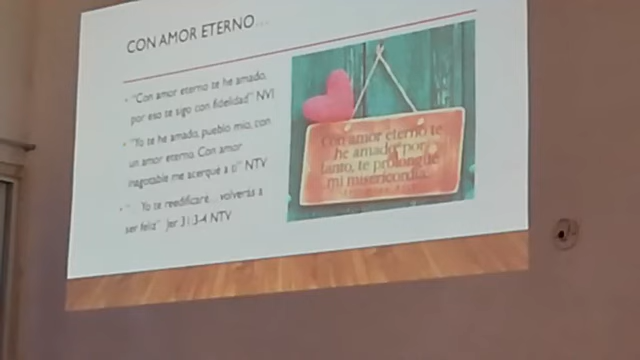 CON AMOR ETERNO…
• "Con amor eterno te he amado,
por eso te sigo con fidelidad" NVI
• "Yo te he amado, pueblo mío, con
un amor eterno. Con amor
inagotable me acerqué a ti" NTV
• "… Yo te reedificaré… volverás a
ser feliz" Jer 31:3-4 NTV
Con amor eterno te
he amado; por
tanto, te prolongué
mi misericordia.